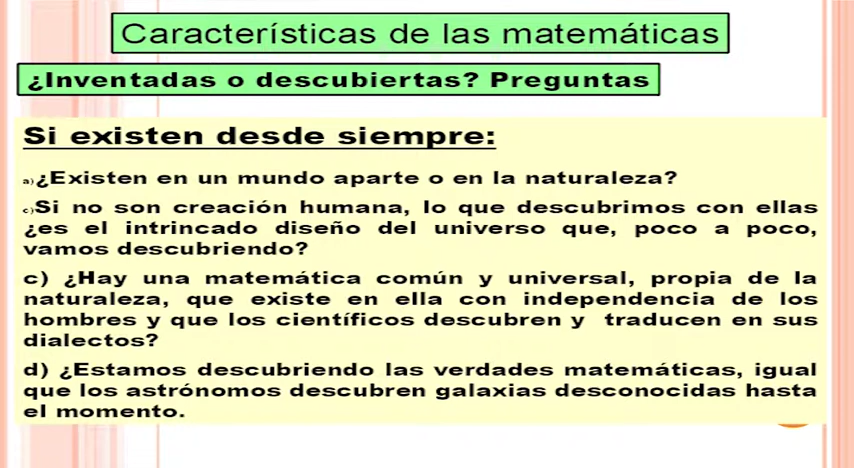 Características de las matemáticas
¿Inventadas o descubiertas? Preguntas
Si existen desde siempre:
a)¿Existen en un mundo aparte o en la naturaleza?
c)Si no son creación humana, lo que descubrimos con ellas
¿es el intrincado diseño del universo que, poco a poco,
vamos descubriendo?
c) ¿Hay una matemática común y universal, propia de la
naturaleza, que existe en ella con independencia de los
hombres y que los científicos descubren y traducen en sus
dialectos?
d) ¿Estamos descubriendo las verdades matemáticas, igual
que los astrónomos descubren galaxias desconocidas hasta
el momento.